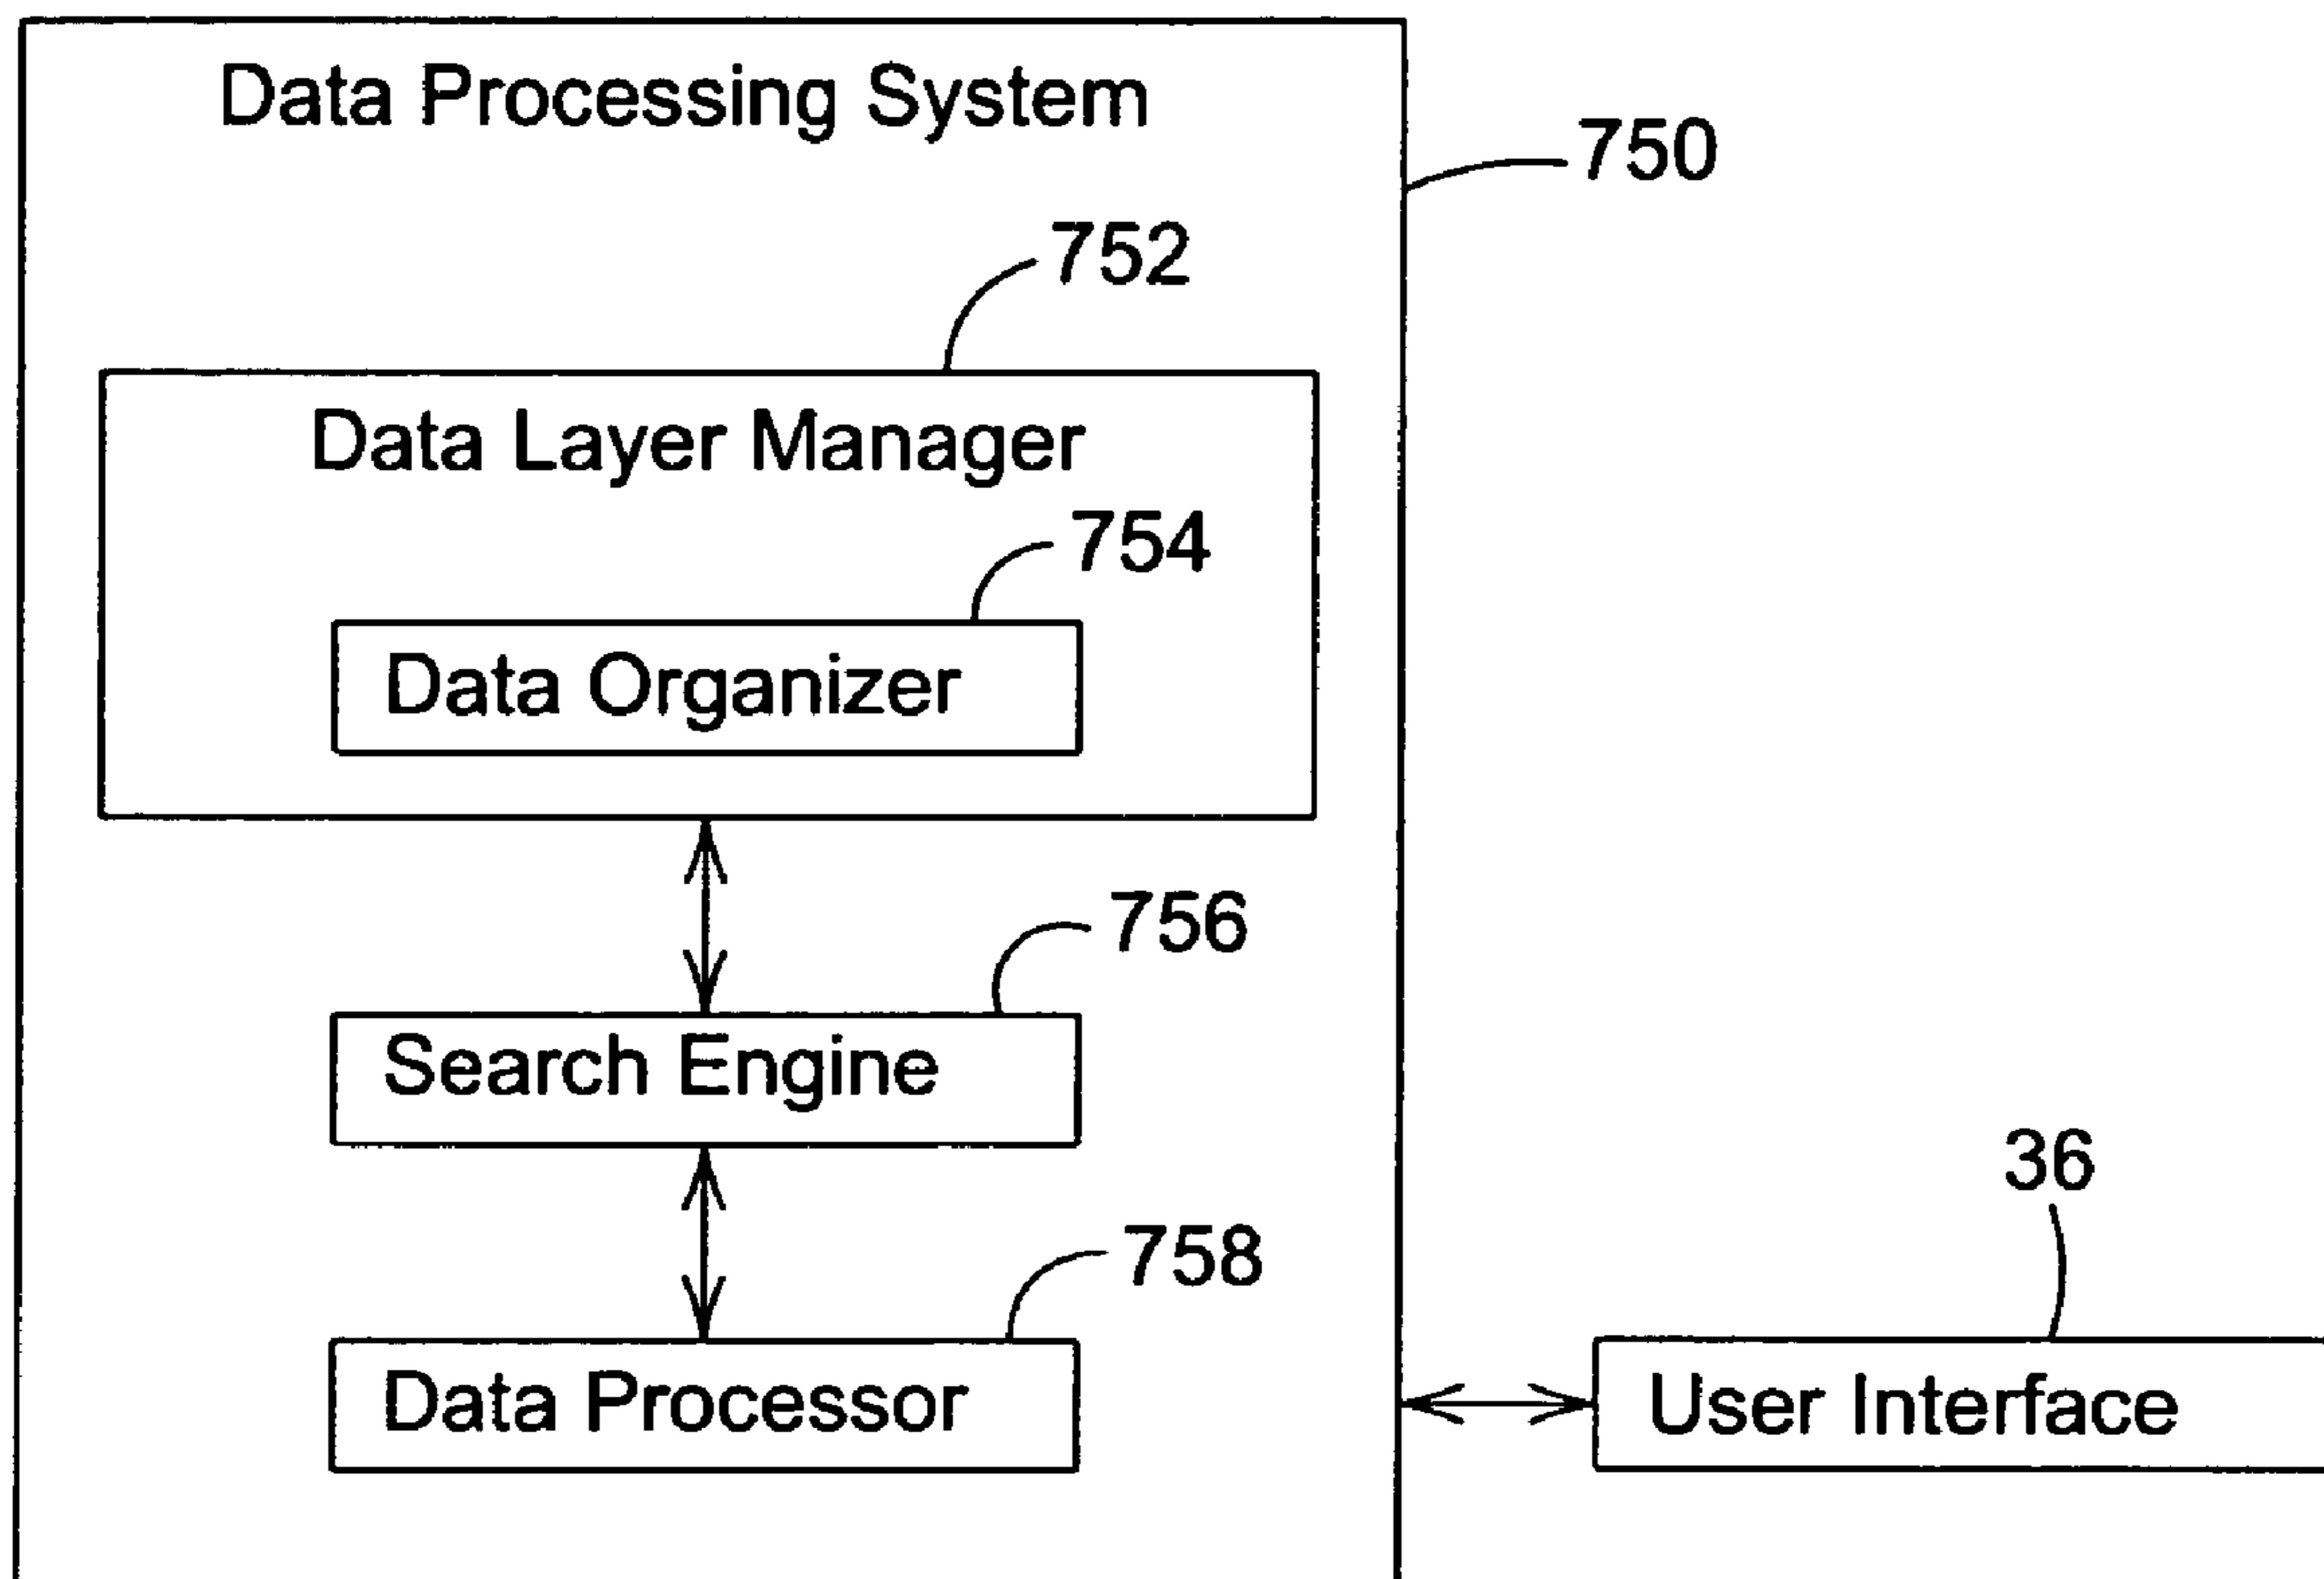 Data Processing System
750
752
Data Layer Manager
754
Data Organizer
756
Search Engine
36
758
Data Processor
User Interface